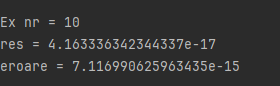 Ex nr = 10
res = 4.163336342344337e-17
eroare = 7.116990625963435e-15